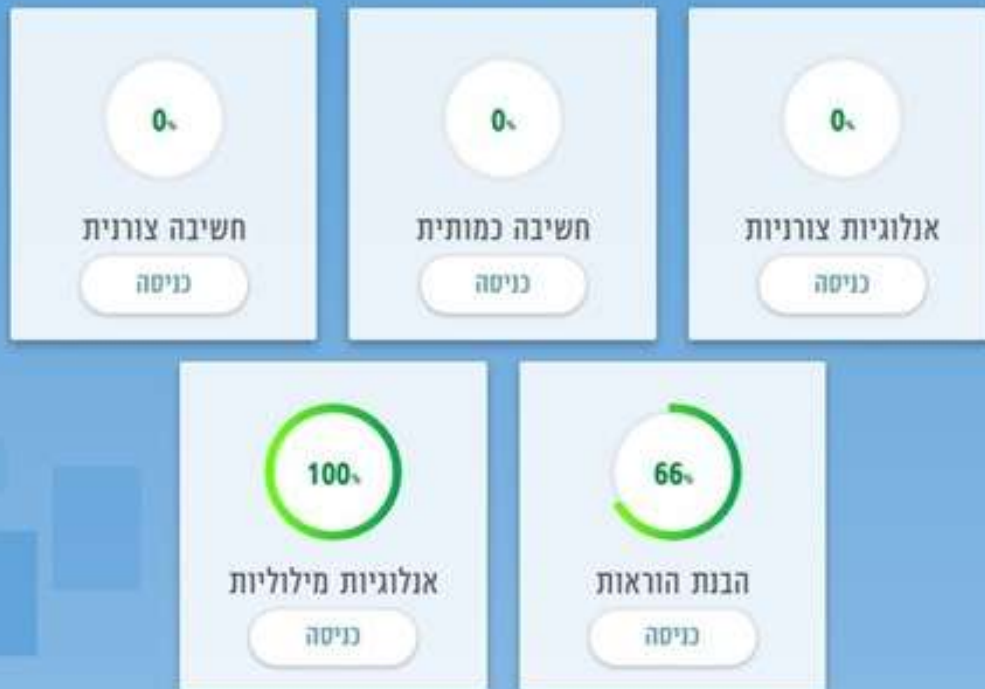 0%
אנלוגיות צורניות
כניסה
0%
חשיבה כמותית
כניסה
0%
חשיבה צורנית
כניסה
66%
הבנת הוראות
כניסה
100%
אנלוגיות מילוליות
כניסה